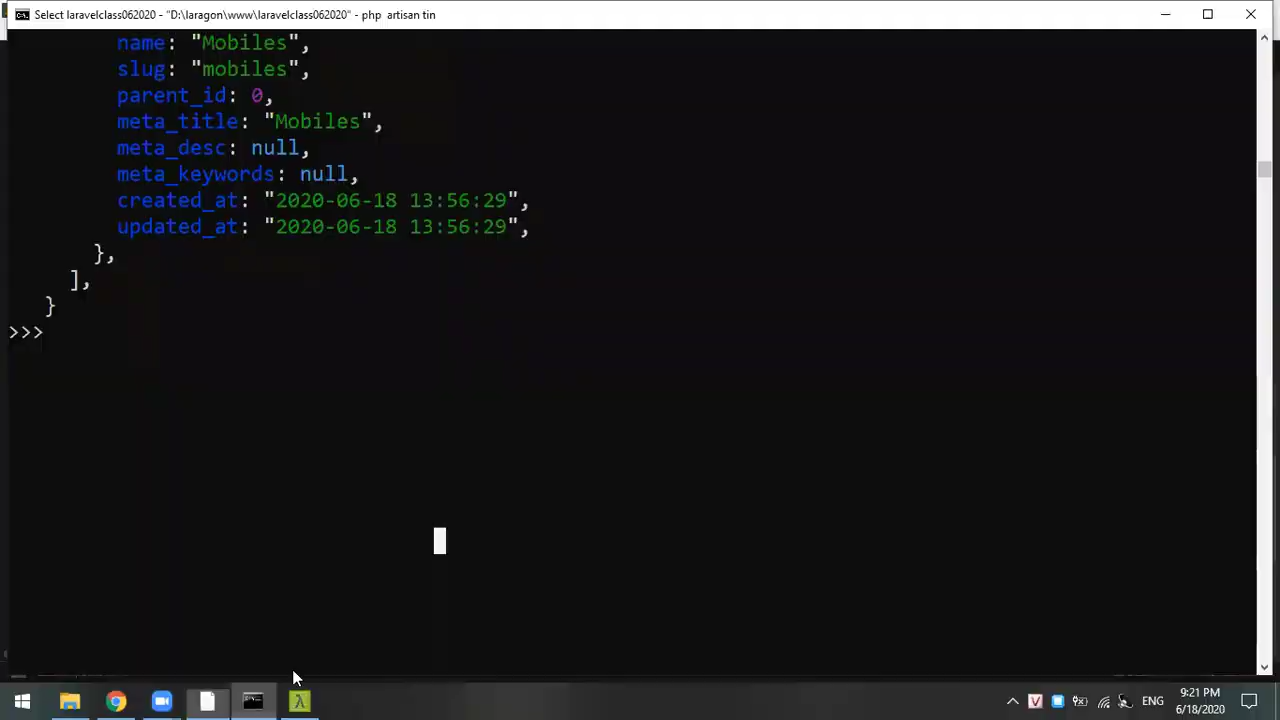 Select laravelclass062020 - "D:\laragon\www\laravelclass062020" - php  artisan tin
name: "Mobiles",
slug: "mobiles",
parent_id: 0,
meta_title: "Mobiles",
meta_desc: null,
meta_keywords: null,
created_at: "2020-06-18 13:56:29",
updated_at: "2020-06-18 13:56:29",
},
],
}
>>>
ENG
9:21 PM
6/18/2020